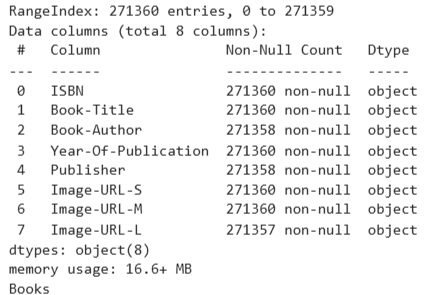 RangeIndex: 271360 entries, 0 to 271359
Data columns (total 8 columns):
 #   Column               Non-Null Count   Dtype
---  ------               --------------   -----
 0   ISBN                 271360 non-null  object
 1   Book-Title           271360 non-null  object
 2   Book-Author          271358 non-null  object
 3   Year-Of-Publication  271360 non-null  object
 4   Publisher            271358 non-null  object
 5   Image-URL-S          271360 non-null  object
 6   Image-URL-M          271360 non-null  object
 7   Image-URL-L          271357 non-null  object
dtypes: object(8)
memory usage: 16.6+ MB
Books